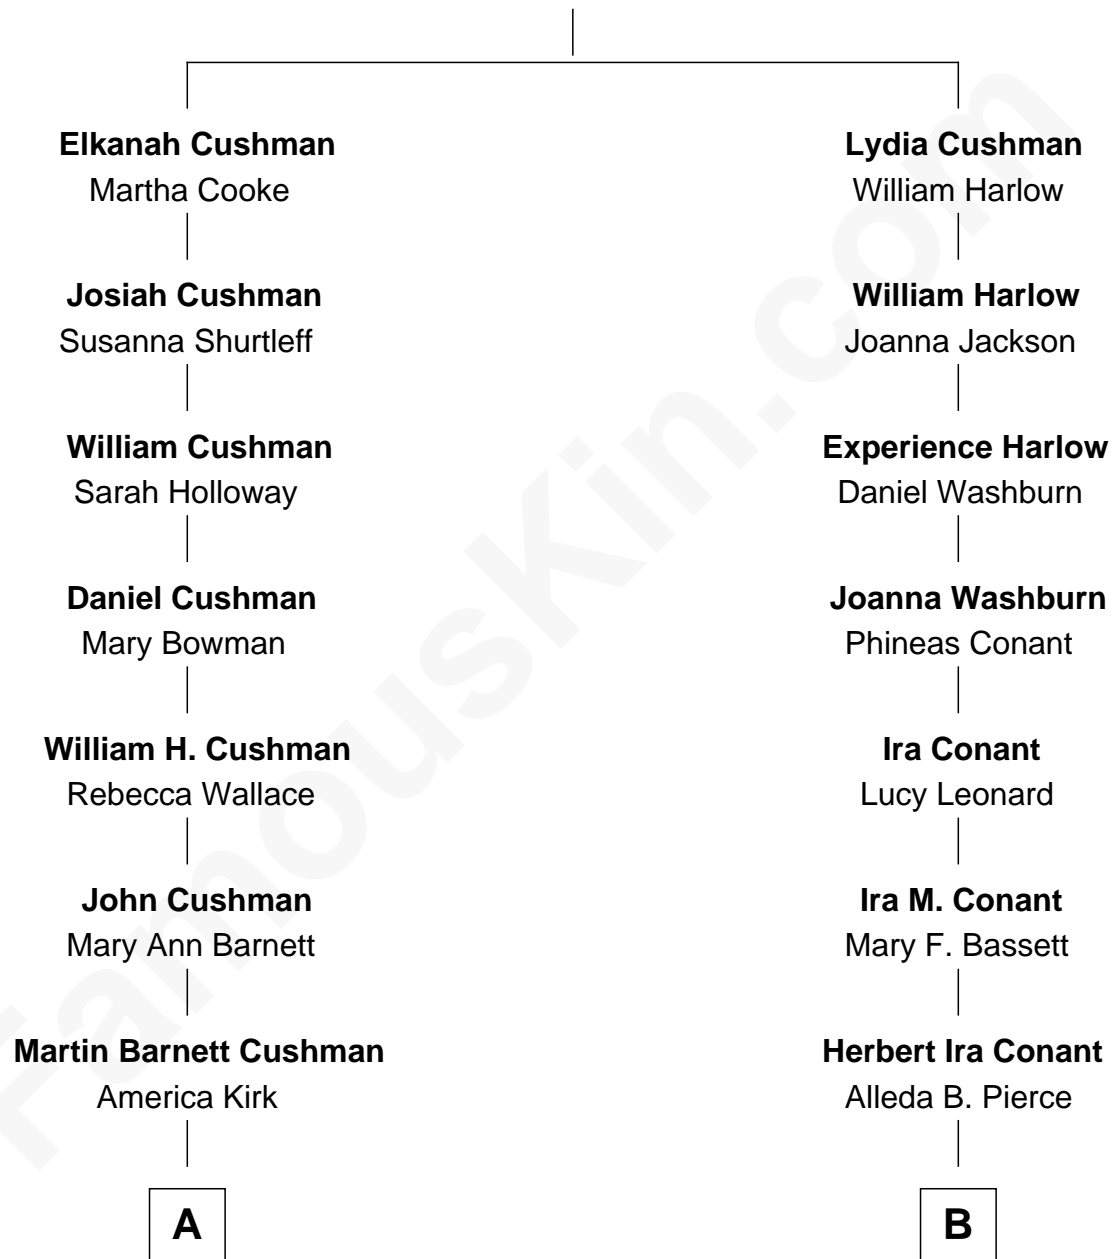 Elkanah Cushman
Martha Cooke
Lydia Cushman
William Harlow
Josiah Cushman
Susanna Shurtleff
William Harlow
Joanna Jackson
William Cushman
Sarah Holloway
Experience Harlow
Daniel Washburn
Daniel Cushman
Mary Bowman
Joanna Washburn
Phineas Conant
William H. Cushman
Rebecca Wallace
Ira Conant
Lucy Leonard
John Cushman
Mary Ann Barnett
Ira M. Conant
Mary F. Bassett
Martin Barnett Cushman
America Kirk
Herbert Ira Conant
Alleda B. Pierce
A
B
FamousKin.com